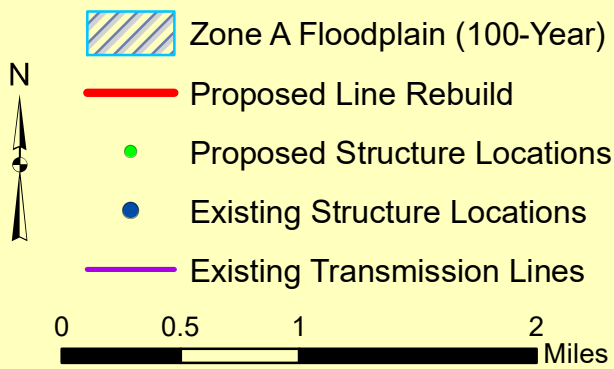 Zone A Floodplain (100-Year)
N
Proposed Line Rebuild
Proposed Structure Locations
Existing Structure Locations
Existing Transmission Lines
0 0.5 1 2
Miles